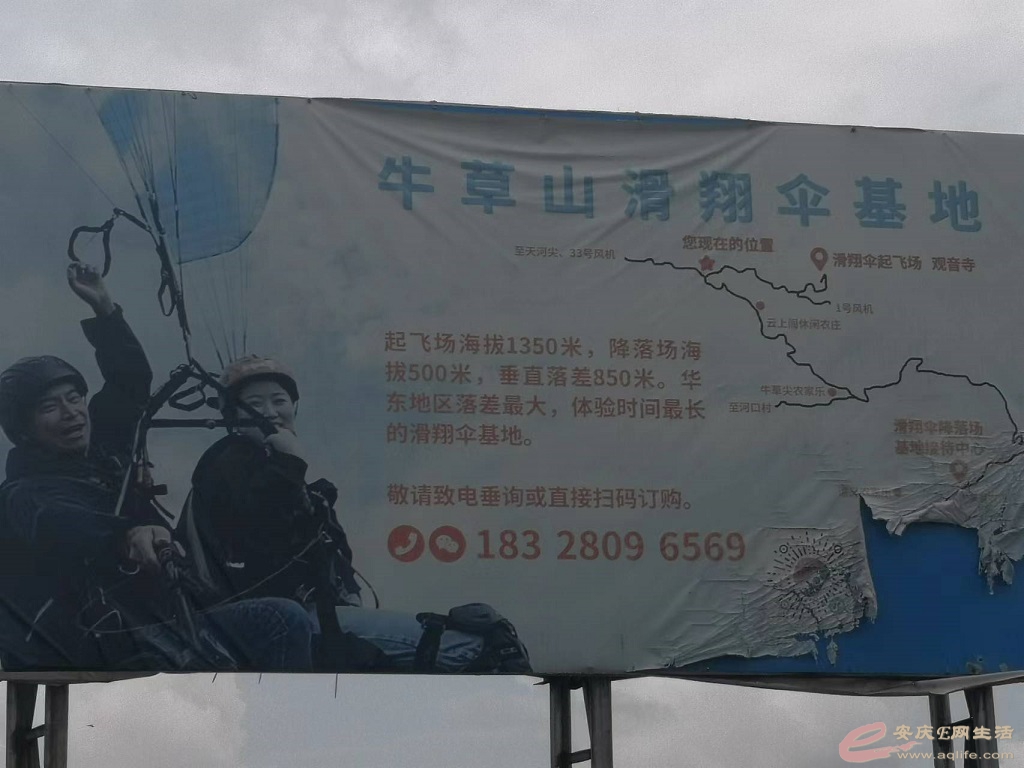 牛草山滑翔伞基地
您现在的位置
至天河尖、33号风机
滑翔伞起飞场 观音寺
1号风机
云上湿休闲农庄
起飞场海拔1350米，降落场海
拔500米，垂直落差850米。华
东地区落差最大，体验时间最长
的滑翔伞基地。
牛草尖农家乐
至河口村
滑翔伞降落场
基地接待中心
敬请致电垂询或直接扫码订购。
183 2809 6569
安庆E网生活
www.aqlife.com